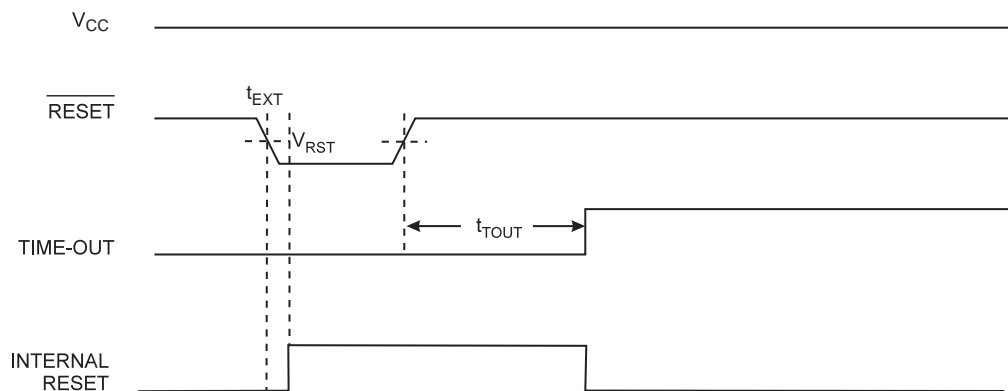 VCC
RESET
tEXT
VRST
TIME-OUT
tTOUT
INTERNAL
RESET